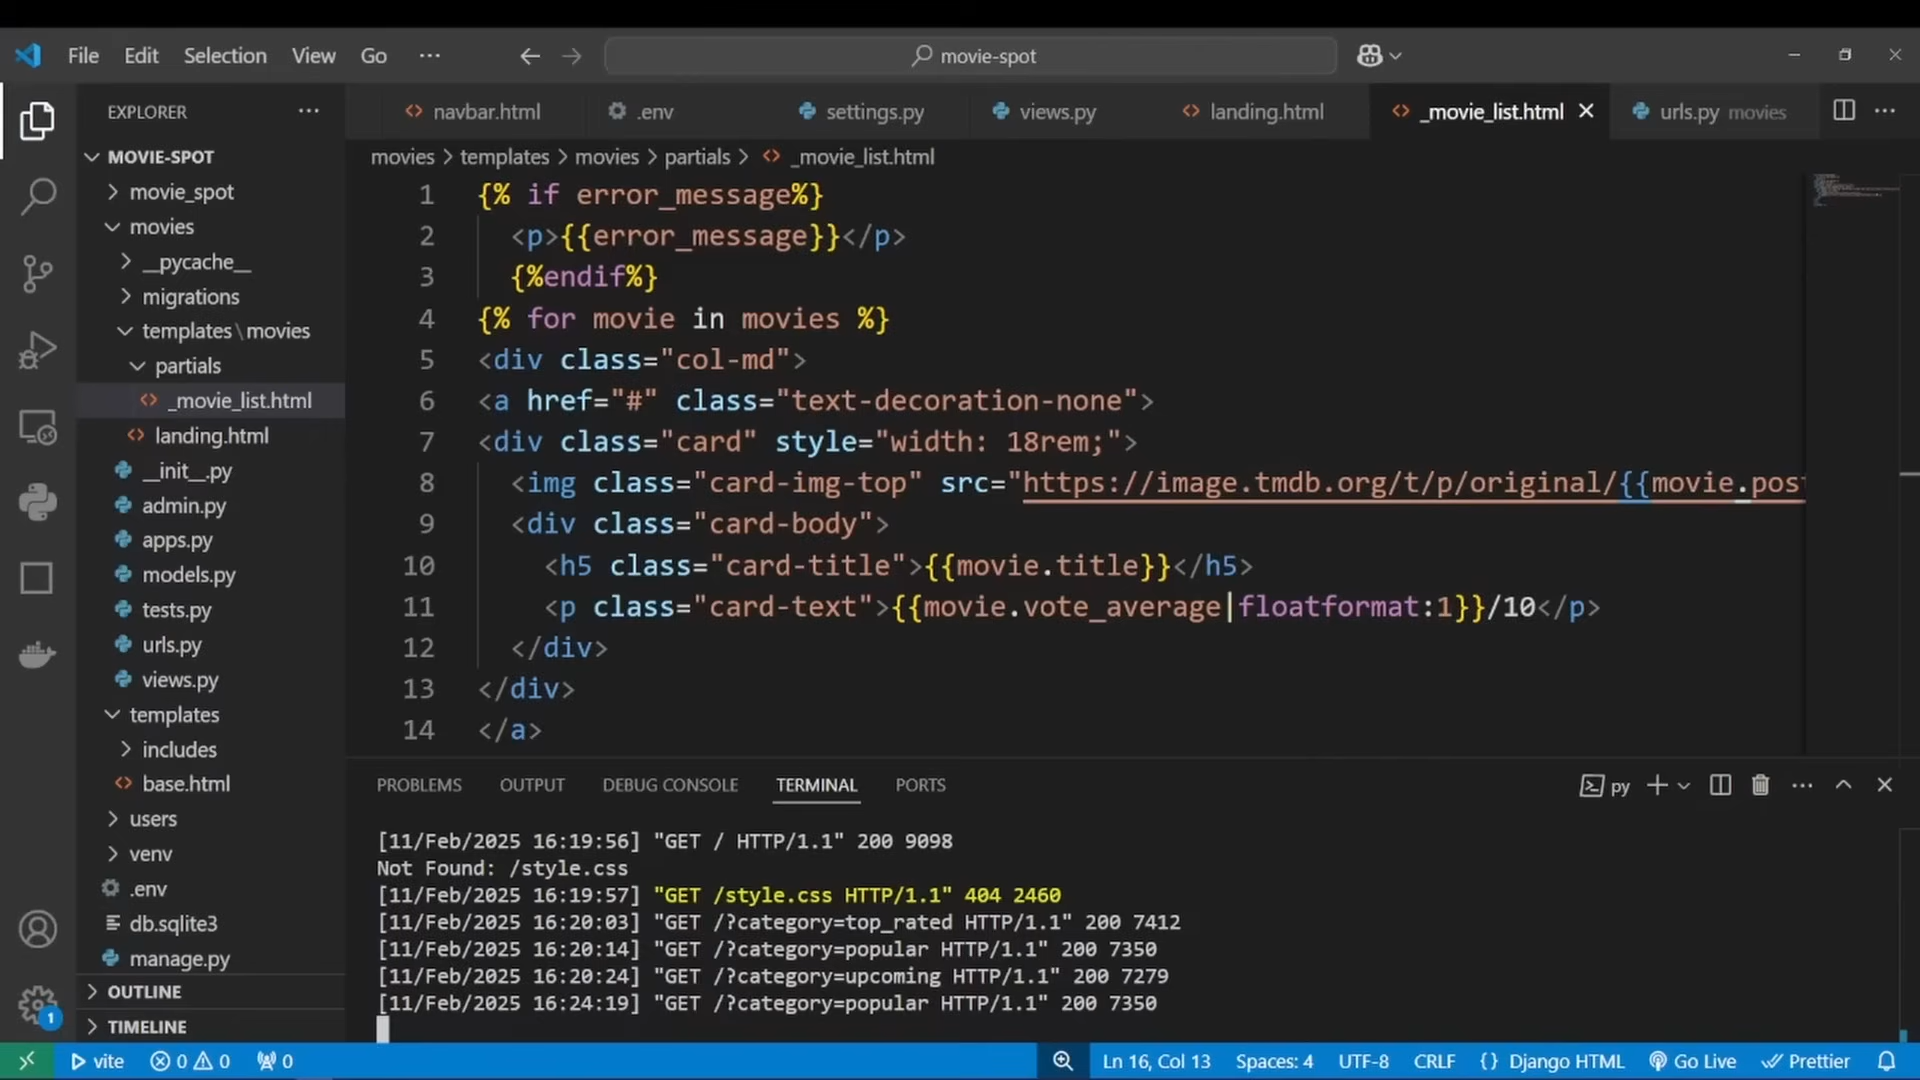 File Edit Selection View Go ··· movie-spot
EXPLORER ···
navbar.html .env settings.py views.py landing.html _movie_list.html urls.py movies
MOVIE-SPOT
movie_spot
movies
__pycache__
migrations
templates\movies
partials
_movie_list.html
landing.html
__init__.py
admin.py
apps.py
models.py
tests.py
urls.py
views.py
templates
includes
base.html
users
venv
.env
db.sqlite3
manage.py
OUTLINE
TIMELINE
movies > templates > movies > partials > _movie_list.html
1 {% if error_message%}
2 <p>{{error_message}}</p>
3 {%endif%}
4 {% for movie in movies %}
5 <div class="col-md">
6 <a href="#" class="text-decoration-none">
7 <div class="card" style="width: 18rem;">
8 <img class="card-img-top" src="https://image.tmdb.org/t/p/original/{{movie.pos
9 <div class="card-body">
10 <h5 class="card-title">{{movie.title}}</h5>
11 <p class="card-text">{{movie.vote_average|floatformat:1}}/10</p>
12 </div>
13 </div>
14 </a>
PROBLEMS OUTPUT DEBUG CONSOLE TERMINAL PORTS py
[11/Feb/2025 16:19:56] "GET / HTTP/1.1" 200 9098
Not Found: /style.css
[11/Feb/2025 16:19:57] "GET /style.css HTTP/1.1" 404 2460
[11/Feb/2025 16:20:03] "GET /?category=top_rated HTTP/1.1" 200 7412
[11/Feb/2025 16:20:14] "GET /?category=popular HTTP/1.1" 200 7350
[11/Feb/2025 16:20:24] "GET /?category=upcoming HTTP/1.1" 200 7279
[11/Feb/2025 16:24:19] "GET /?category=popular HTTP/1.1" 200 7350
1
vite 0 0 0 Ln 16, Col 13 Spaces: 4 UTF-8 CRLF {} Django HTML Go Live Prettier